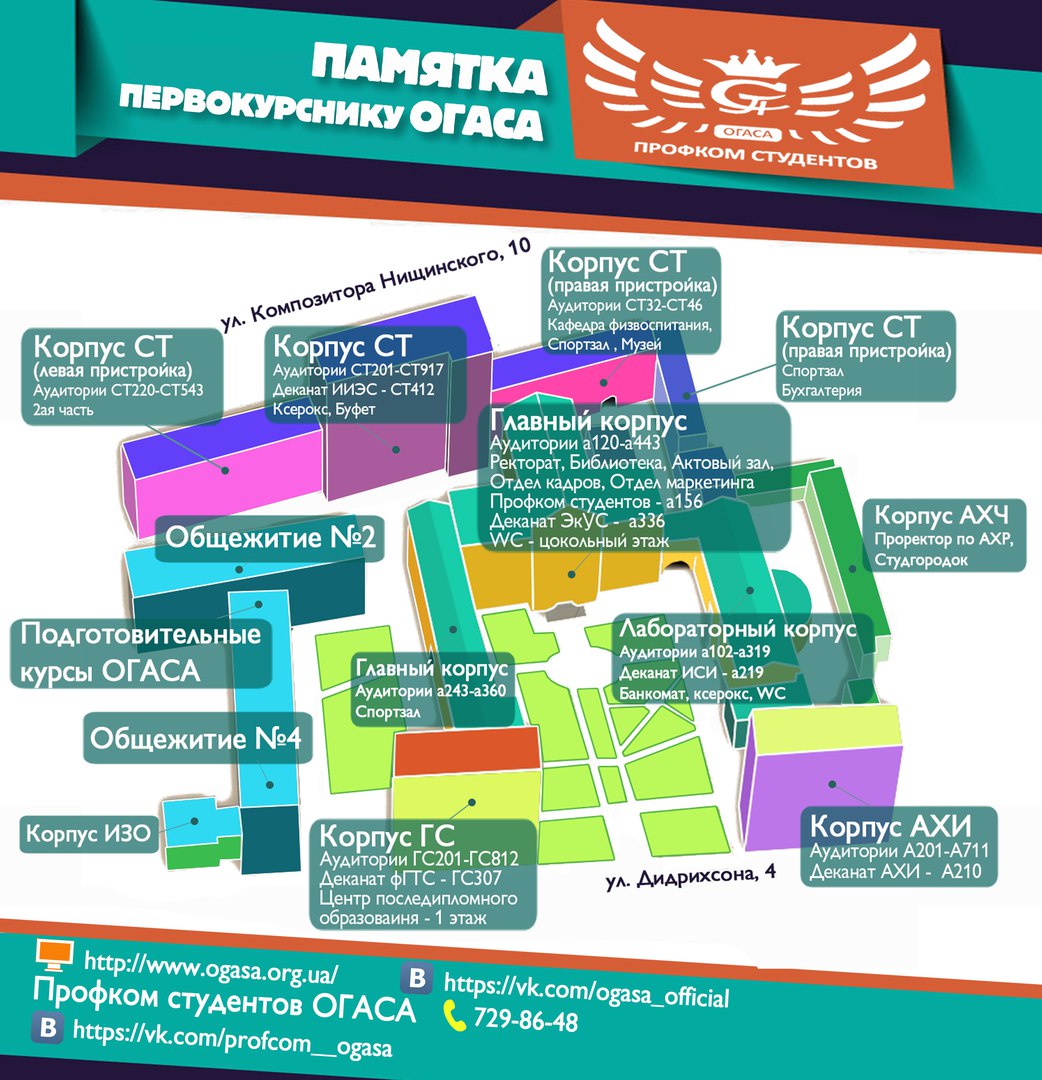 ПАМЯТКА
ПЕРВОКУРСНИКУ ОГАСА
ОГАСА
ПРОФКОМ СТУДЕНТОВ
ул. Композитора Нищинского, 10
Корпус СТ
(правая пристройка)
Аудитории СТ32-СТ46
Кафедра физвоспитания,
Спортзал , Музей
Корпус СТ
(правая пристройка)
Спортзал
Бухгалтерия
Корпус СТ
(левая пристройка)
Аудитории СТ220-СТ543
2ая часть
Корпус СТ
Аудитории СТ201-СТ917
Деканат ИИЭС - СТ412
Ксерокс, Буфет
Главный корпус
Аудитории а120-а443
Ректорат, Библиотека, Актовый зал,
Отдел кадров, Отдел маркетинга
Профком студентов - а156
Деканат ЭкУС - а336
WC - цокольный этаж
Корпус АХЧ
Проректор по АХР,
Студгородок
Общежитие №2
Подготовительные
курсы ОГАСА
Главный корпус
Аудитории а243-а360
Спортзал
Лабораторный корпус
Аудитории а102-а319
Деканат ИСИ - а219
Банкомат, ксерокс, WC
Общежитие №4
Корпус ИЗО
Корпус ГС
Аудитории ГС201-ГС812
Деканат фГТС - ГС307
Центр последипломного
образоваиня - 1 этаж
Корпус АХИ
Аудитории А201-А711
Деканат АХИ - А210
ул. Дидрихсона, 4
http://www.ogasa.org.ua/
Профком студентов ОГАСА
В https://vk.com/profcom__ogasa
В https://vk.com/ogasa_official
729-86-48